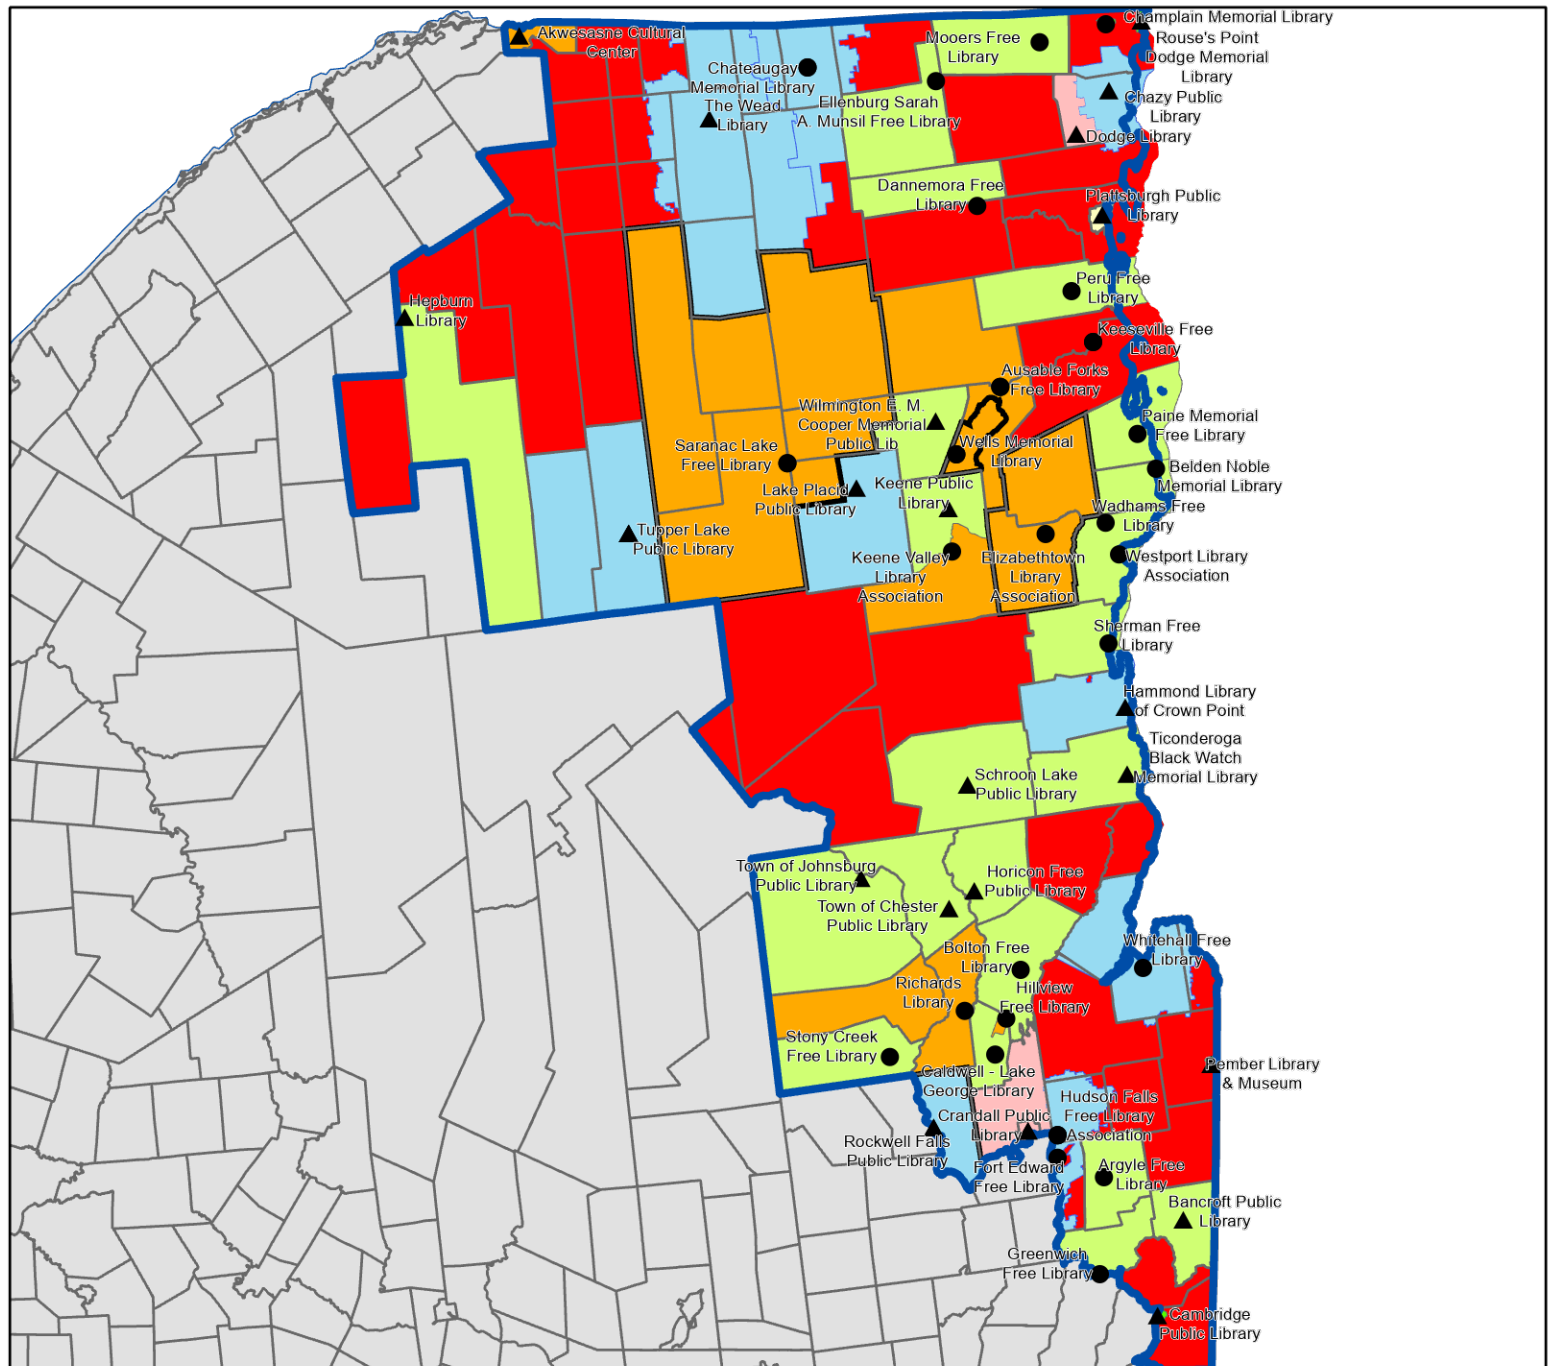 Champlain Memorial Library
Akwesasne Cultural
Center
Mooers Free
Library
Rouse's Point
Dodge Memorial
Library
Chateaugay
Memorial Library
The Wead
Library
Ellenburg Sarah
A. Munsil Free Library
Chazy Public
Library
Dodge Library
Dannemora Free
Library
Plattsburgh Public
Library
Peru Free
Library
Hepburn
Library
Keeseville Free
Library
Ausable Forks
Free Library
Wilmington E. M.
Cooper Memorial
Public Lib
Paine Memorial
Free Library
Saranac Lake
Free Library
Wells Memorial
Library
Belden Noble
Memorial Library
Lake Placid
Public Library
Keene Public
Library
Wadhams Free
Library
Tupper Lake
Public Library
Keene Valley
Library
Association
Elizabethtown
Library
Association
Westport Library
Association
Sherman Free
Library
Hammond Library
of Crown Point
Ticonderoga
Black Watch
Memorial Library
Schroon Lake
Public Library
Town of Johnsburg
Public Library
Horicon Free
Public Library
Town of Chester
Public Library
Bolton Free
Library
Whitehall Free
Library
Richards
Library
Hillview
Free Library
Stony Creek
Free Library
Caldwell - Lake
George Library
Pember Library
& Museum
Hudson Falls
Free Library
Association
Crandall Public
Library
Rockwell Falls
Public Library
Fort Edward
Free Library
Argyle Free
Library
Bancroft Public
Library
Greenwich
Free Library
Cambridge
Public Library